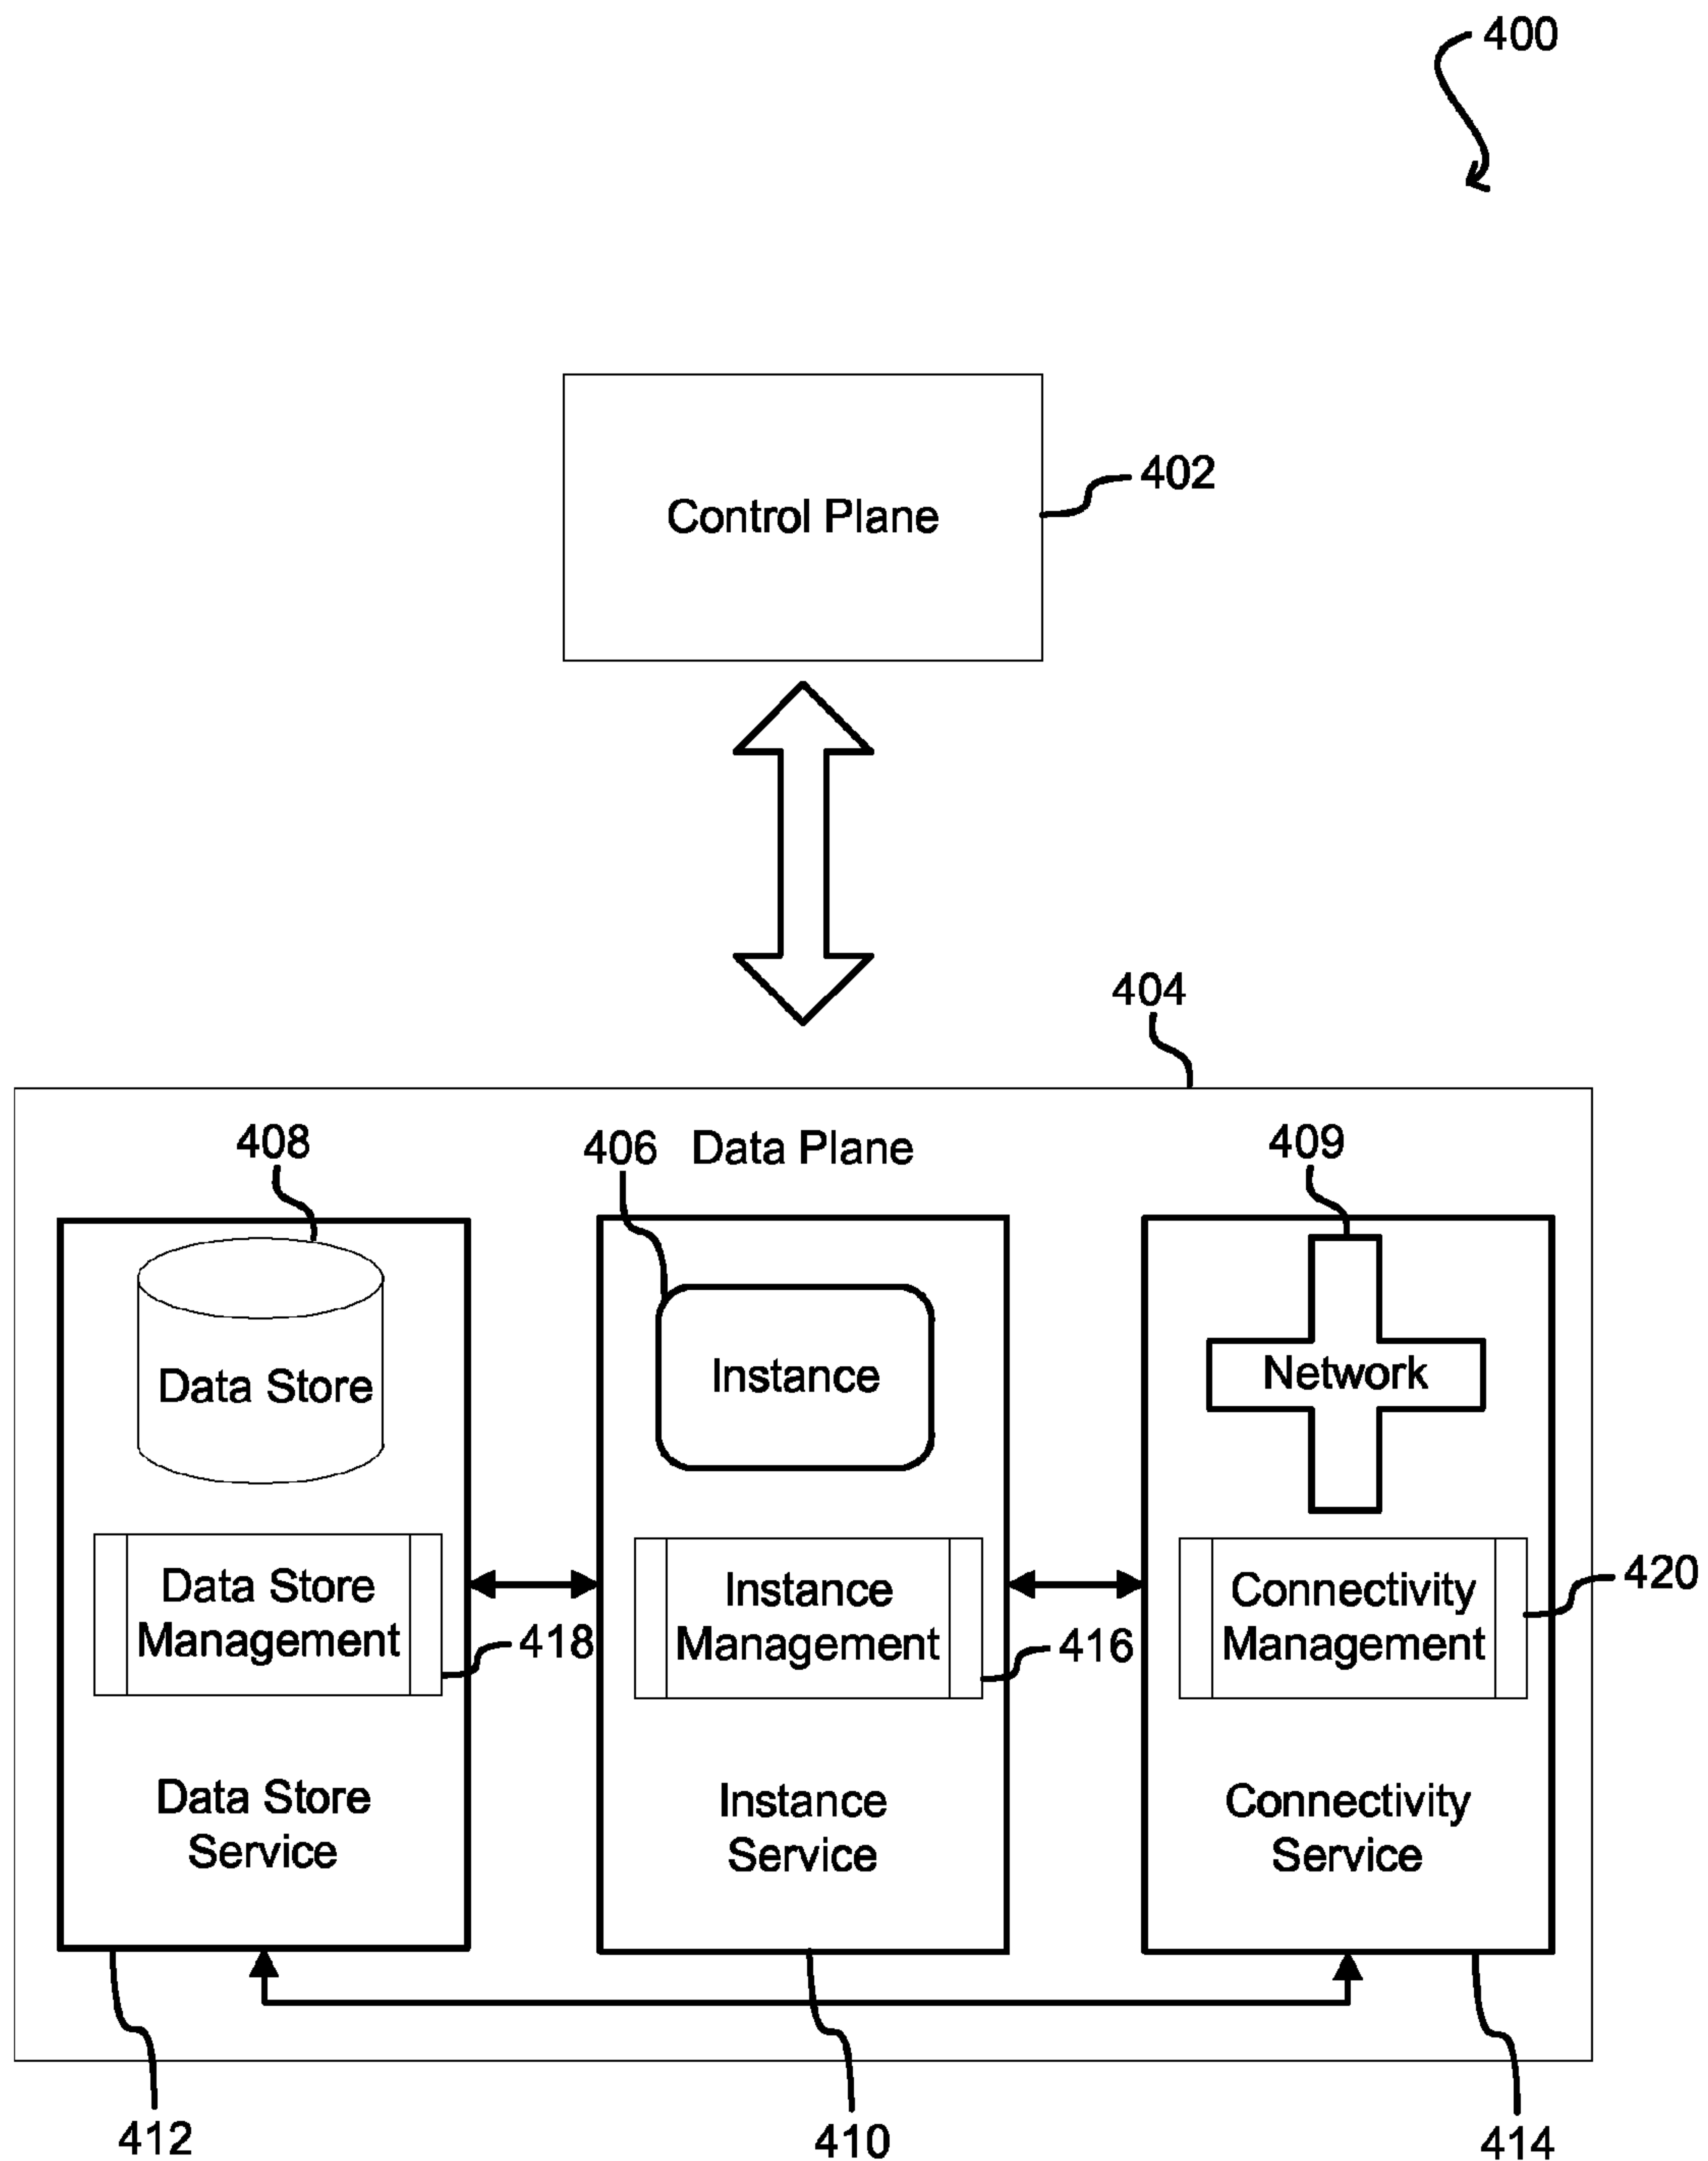 400
402
Control Plane
404
408
406
Data Plane
409
Data Store
Instance
Network
Data Store
Management
418
Instance
Management
416
Connectivity
Management
420
Data Store
Service
Instance
Service
Connectivity
Service
412
410
414